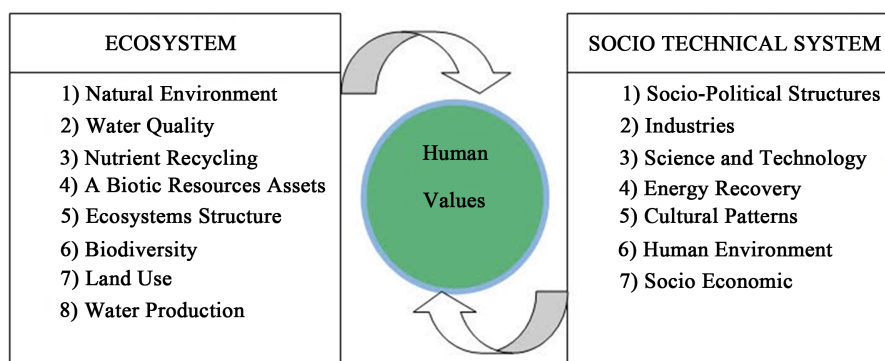 ECOSYSTEM
1) Natural Environment
2) Water Quality
3) Nutrient Recycling
4) A Biotic Resources Assets
5) Ecosystems Structure
6) Biodiversity
7) Land Use
8) Water Production
Human
Values
SOCIO TECHNICAL SYSTEM
1) Socio-Political Structures
2) Industries
3) Science and Technology
4) Energy Recovery
5) Cultural Patterns
6) Human Environment
7) Socio Economic